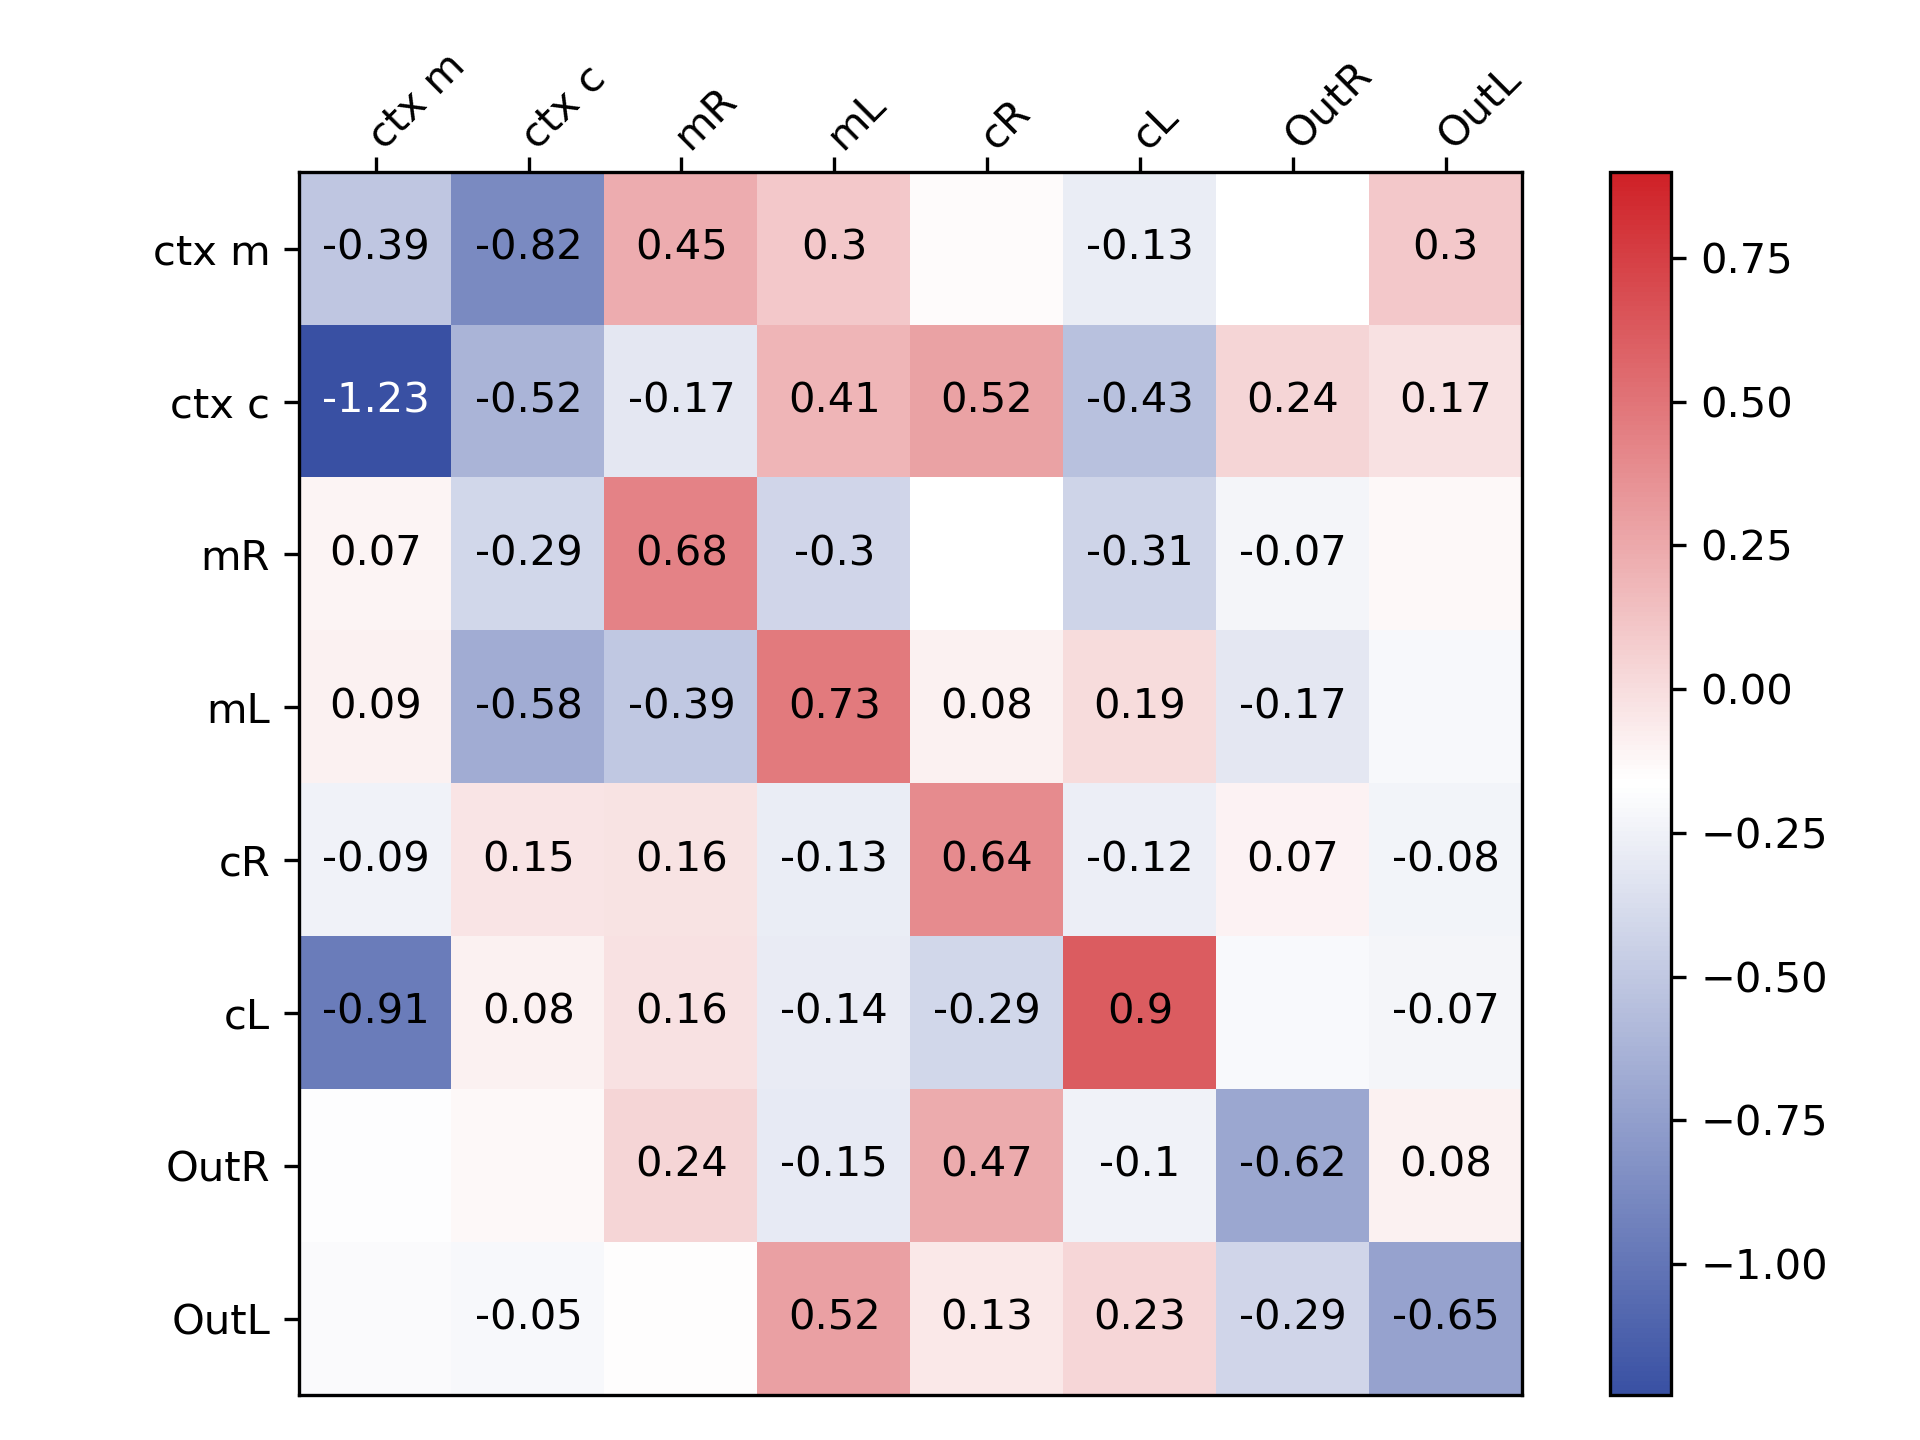 ctx m ctx c mR mL cR cL OutR OutL
ctx m -0.39 -0.82 0.45 0.3 -0.13 0.3
ctx c -1.23 -0.52 -0.17 0.41 0.52 -0.43 0.24 0.17
mR 0.07 -0.29 0.68 -0.3 -0.31 -0.07
mL 0.09 -0.58 -0.39 0.73 0.08 0.19 -0.17
cR -0.09 0.15 0.16 -0.13 0.64 -0.12 0.07 -0.08
cL -0.91 0.08 0.16 -0.14 -0.29 0.9 -0.07
OutR 0.24 -0.15 0.47 -0.1 -0.62 0.08
OutL -0.05 0.52 0.13 0.23 -0.29 -0.65
0.75
0.50
0.25
0.00
−0.25
−0.50
−0.75
−1.00